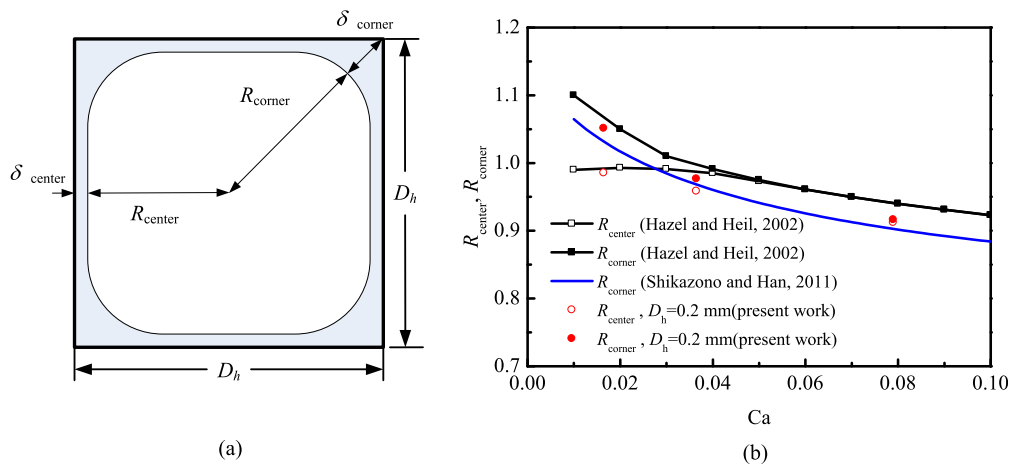 δ corner
R corner
δ center
R center
D h
D h
(a)
1.2
1.1
1.0
0.9
0.8
0.7
R center, R corner
R center (Hazel and Heil, 2002)
R corner (Hazel and Heil, 2002)
R corner (Shikazono and Han, 2011)
R center , D h=0.2 mm(present work)
R corner , D h=0.2 mm(present work)
0.00 0.02 0.04 0.06 0.08 0.10
Ca
(b)